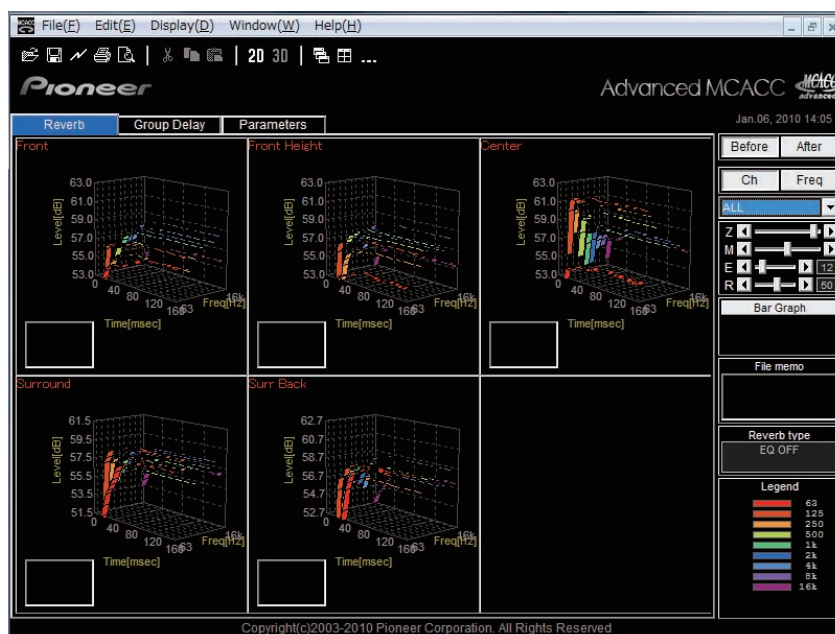 MCACC File(F) Edit(E) Display(D) Window(W) Help(H)
2D 3D ...
Pioneer
Advanced MCACC MCACC advanced
Jan.06, 2010 14:05
Reverb Group Delay Parameters
Before After
Ch Freq
ALL
Z
M
E 12
R 50
Bar Graph
File memo
Reverb type
EQ OFF
Legend
63
125
250
500
1k
2k
4k
8k
16k
Front
Level[dB]
63.0
61.0
59.0
57.0
55.0
53.0
0
40
80
120
160
63
16k
Freq[Hz]
Time[msec]
Front Height
Level[dB]
63.0
61.0
59.0
57.0
55.0
53.0
0
40
80
120
160
63
16k
Freq[Hz]
Time[msec]
Center
Level[dB]
63.0
61.0
59.0
57.0
55.0
53.0
0
40
80
120
160
63
16k
Freq[Hz]
Time[msec]
Surround
Level[dB]
61.5
59.5
57.5
55.5
53.5
51.5
0
40
80
120
160
63
16k
Freq[Hz]
Time[msec]
Surr Back
Level[dB]
62.7
60.7
58.7
56.7
54.7
52.7
0
40
80
120
160
63
16k
Freq[Hz]
Time[msec]
Copyright(c)2003-2010 Pioneer Corporation. All Rights Reserved